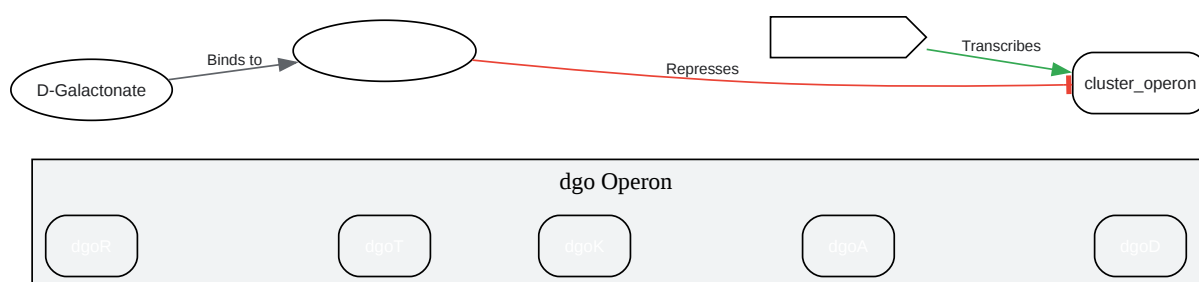 Transcribes
Binds to
Represses
D-Galactonate
cluster_operon
dgo Operon
dgoR
dgoT
dgoK
dgoA
dgoD